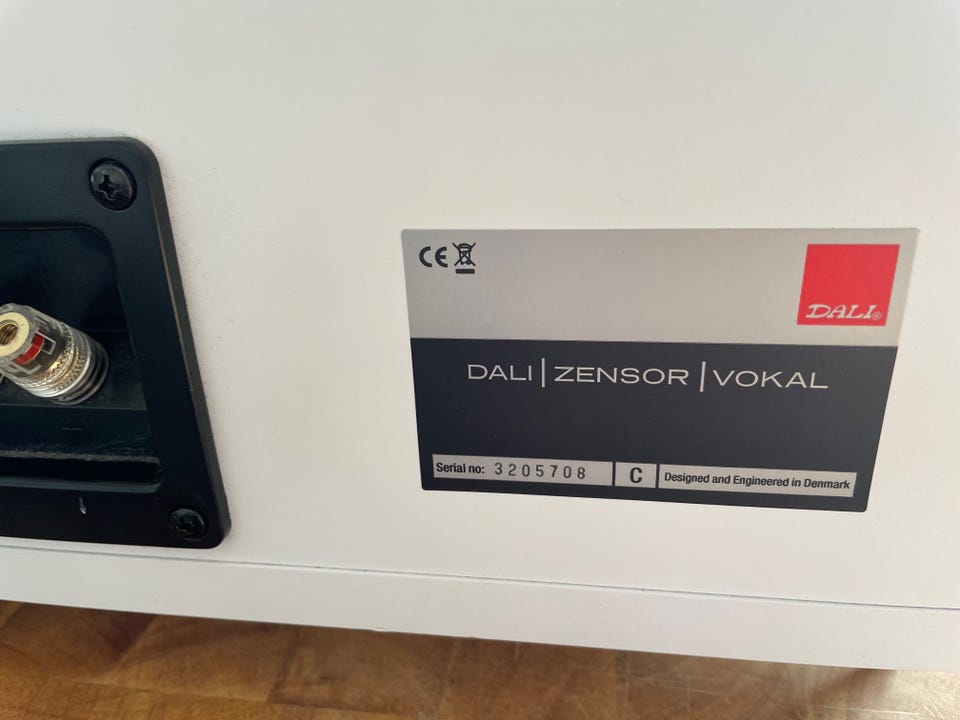 CE
DALI®
DALI | ZENSOR | VOKAL
Serial no: 3205708 C Designed and Engineered in Denmark